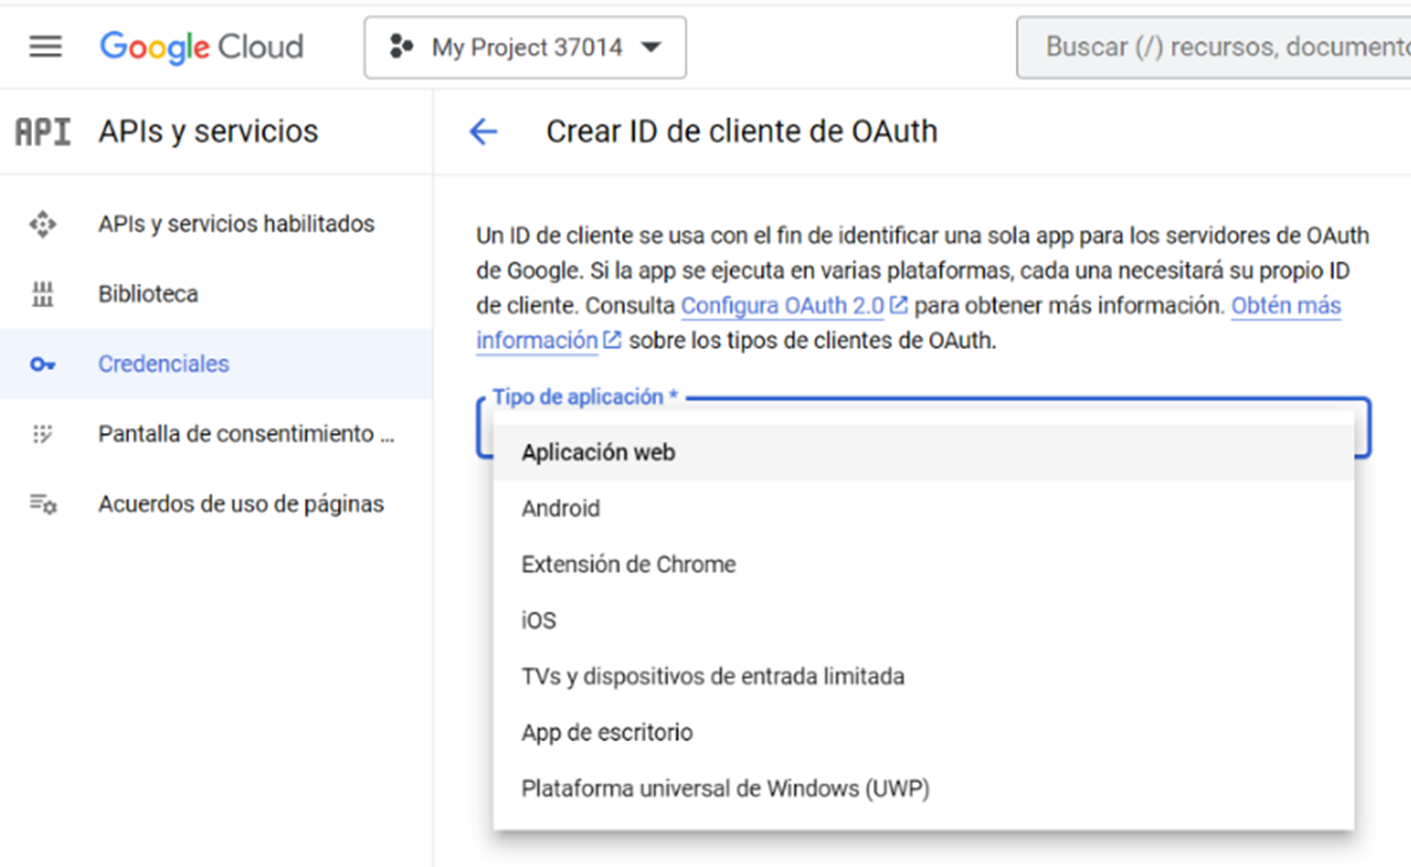 Google Cloud
My Project 37014
Buscar (/) recursos, documento
API APIs y servicios
Crear ID de cliente de OAuth
APIs y servicios habilitados
Biblioteca
Credenciales
Pantalla de consentimiento ...
Acuerdos de uso de páginas
Un ID de cliente se usa con el fin de identificar una sola app para los servidores de OAuth
de Google. Si la app se ejecuta en varias plataformas, cada una necesitará su propio ID
de cliente. Consulta Configura OAuth 2.0 para obtener más información. Obtén más
información sobre los tipos de clientes de OAuth.
Tipo de aplicación *
Aplicación web
Android
Extensión de Chrome
iOS
TVs y dispositivos de entrada limitada
App de escritorio
Plataforma universal de Windows (UWP)